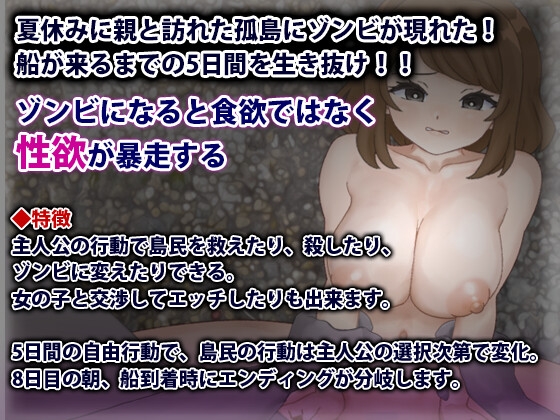 夏休みに親と訪れた孤島にゾンビが現れた！
船が来るまでの5日間を生き抜け！！
ゾンビになると食欲ではなく
性欲が暴走する
◆特徴
主人公の行動で島民を救えたり、殺したり、
ゾンビに変えたりできる。
女の子と交渉してエッチしたりも出来ます。
5日間の自由行動で、島民の行動は主人公の選択次第で変化。
8日目の朝、船到着時にエンディングが分岐します。